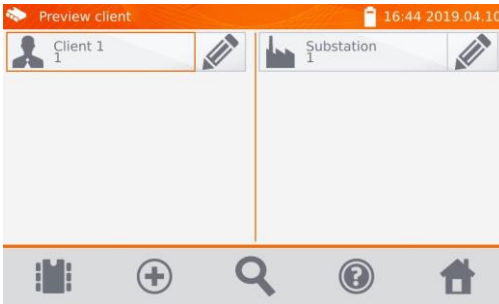 Preview client
16:44 2019.04.10
Client 1
1
Substation
1